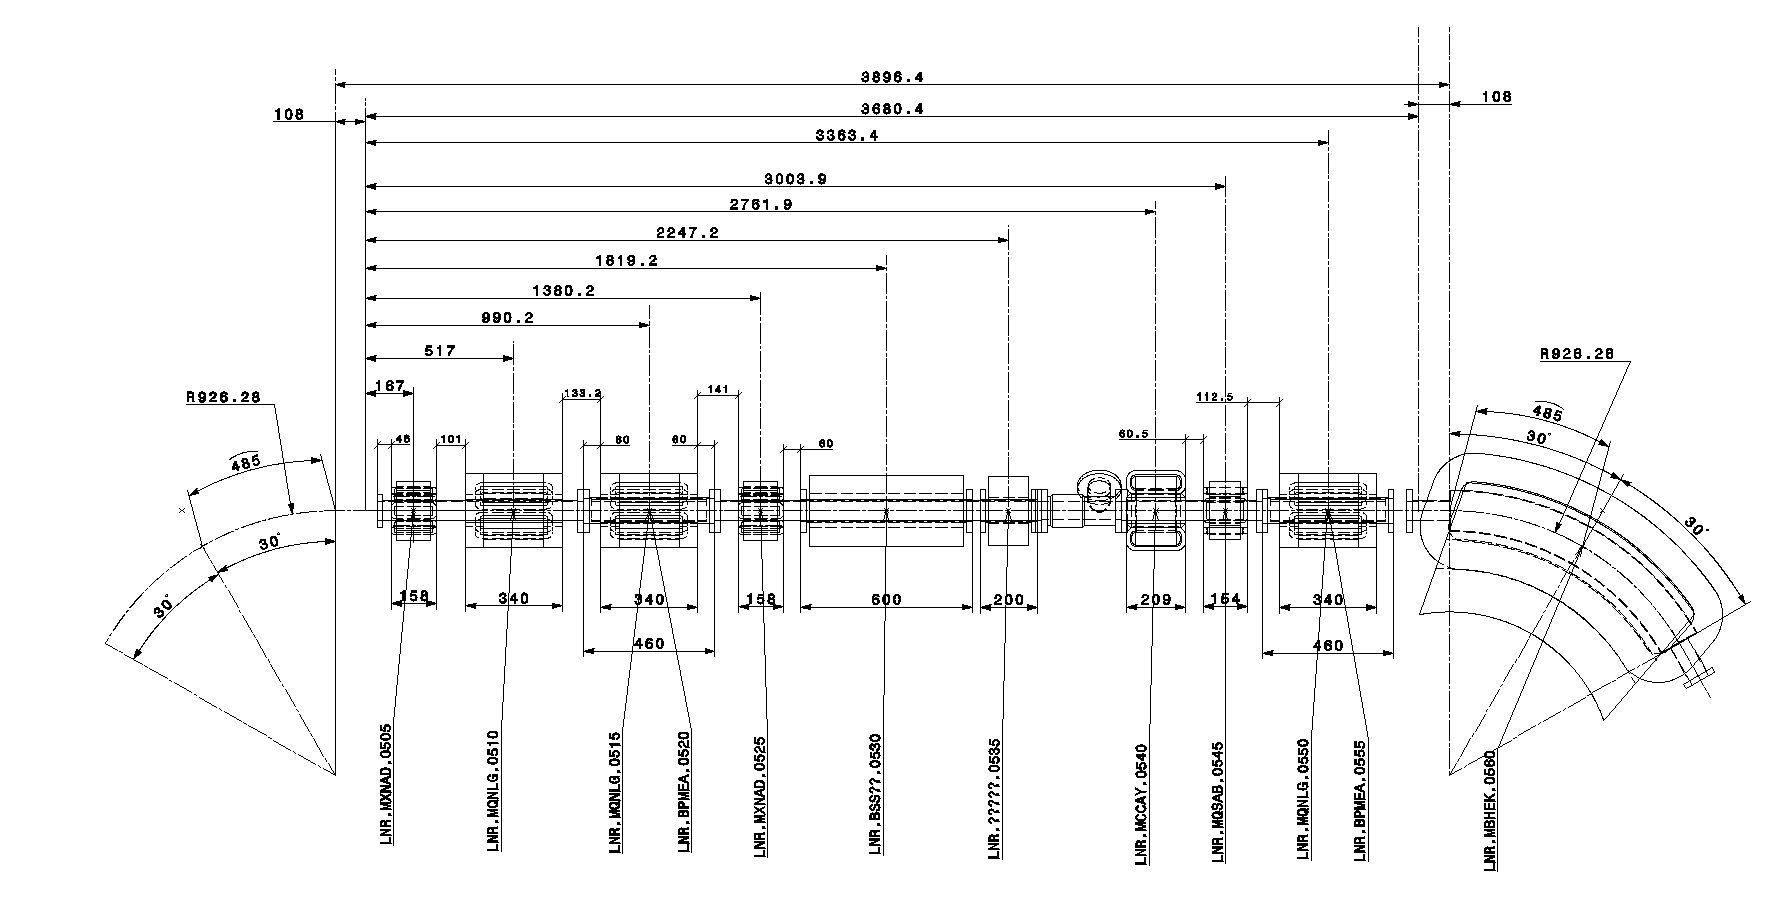 3896.4
108
3680.4
108
3363.4
3003.9
2761.9
2247.2
1819.2
1380.2
990.2
517
167
R926.28
R926.28
133.2
141
112.5
485
46
101
60
60
60
60.5
485
30°
30°
30°
30°
158
340
340
158
600
200
209
164
340
460
460
LNR.MXNAD.0505
LNR.MQNLG.0510
LNR.MQNLG.0515
LNR.BPMEA.0520
LNR.MXNAD.0525
LNR.BSS??.0530
LNR.?????.0535
LNR.MCCAY.0540
LNR.MQSAB.0545
LNR.MQNLG.0550
LNR.BPMEA.0555
LNR.MBHEK.0560